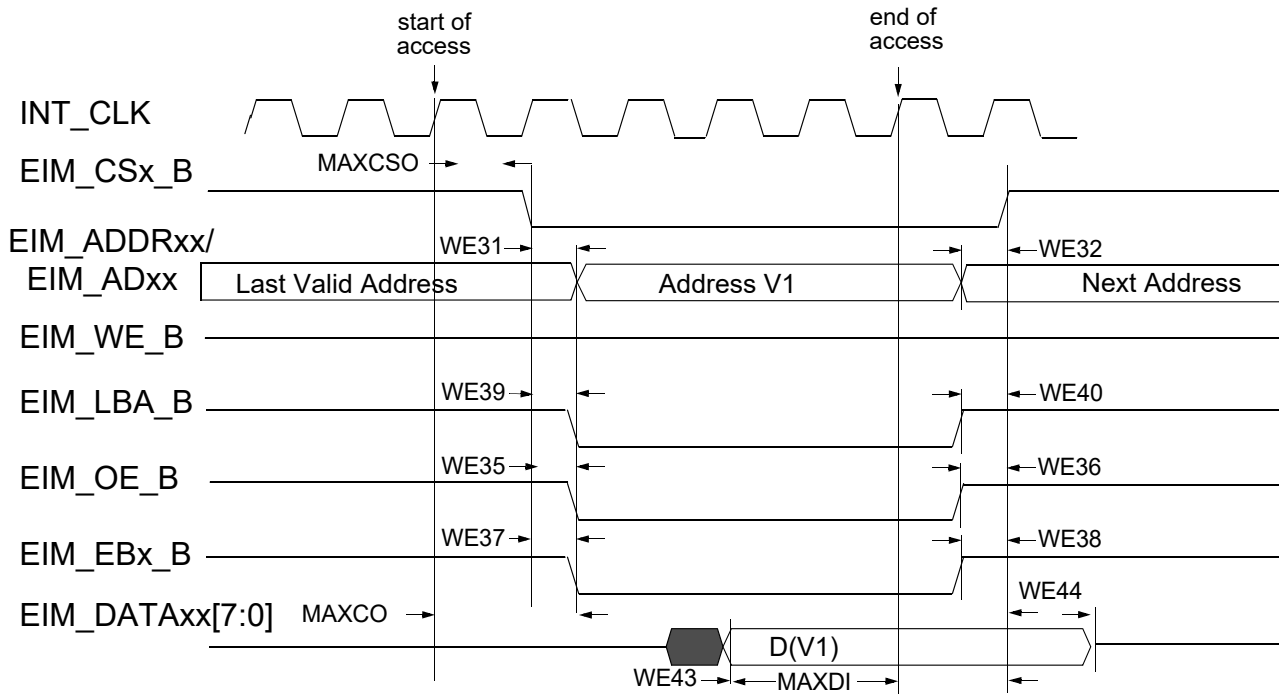 start of
access
end of
access
INT_CLK
MAXCSO
EIM_CSx_B
EIM_ADDRxx/
WE31
WE32
EIM_ADxx
Last Valid Address
Address V1
Next Address
EIM_WE_B
WE39
WE40
EIM_LBA_B
WE35
WE36
EIM_OE_B
WE37
WE38
EIM_EBx_B
WE44
EIM_DATAxx[7:0]
MAXCO
D(V1)
WE43
MAXDI